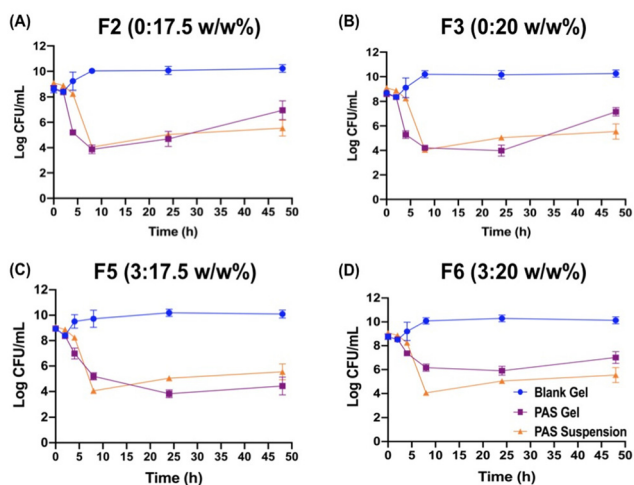 (A) F2 (0:17.5 w/w%)
12
10
8
6
4
2
0
Log CFU/mL
0 5 10 15 20 25 30 35 40 45 50
Time (h)
(B) F3 (0:20 w/w%)
12
10
8
6
4
2
0
Log CFU/mL
0 5 10 15 20 25 30 35 40 45 50
Time (h)
(C) F5 (3:17.5 w/w%)
12
10
8
6
4
2
0
Log CFU/mL
0 5 10 15 20 25 30 35 40 45 50
Time (h)
(D) F6 (3:20 w/w%)
12
10
8
6
4
2
0
Log CFU/mL
Blank Gel
PAS Gel
PAS Suspension
0 5 10 15 20 25 30 35 40 45 50
Time (h)